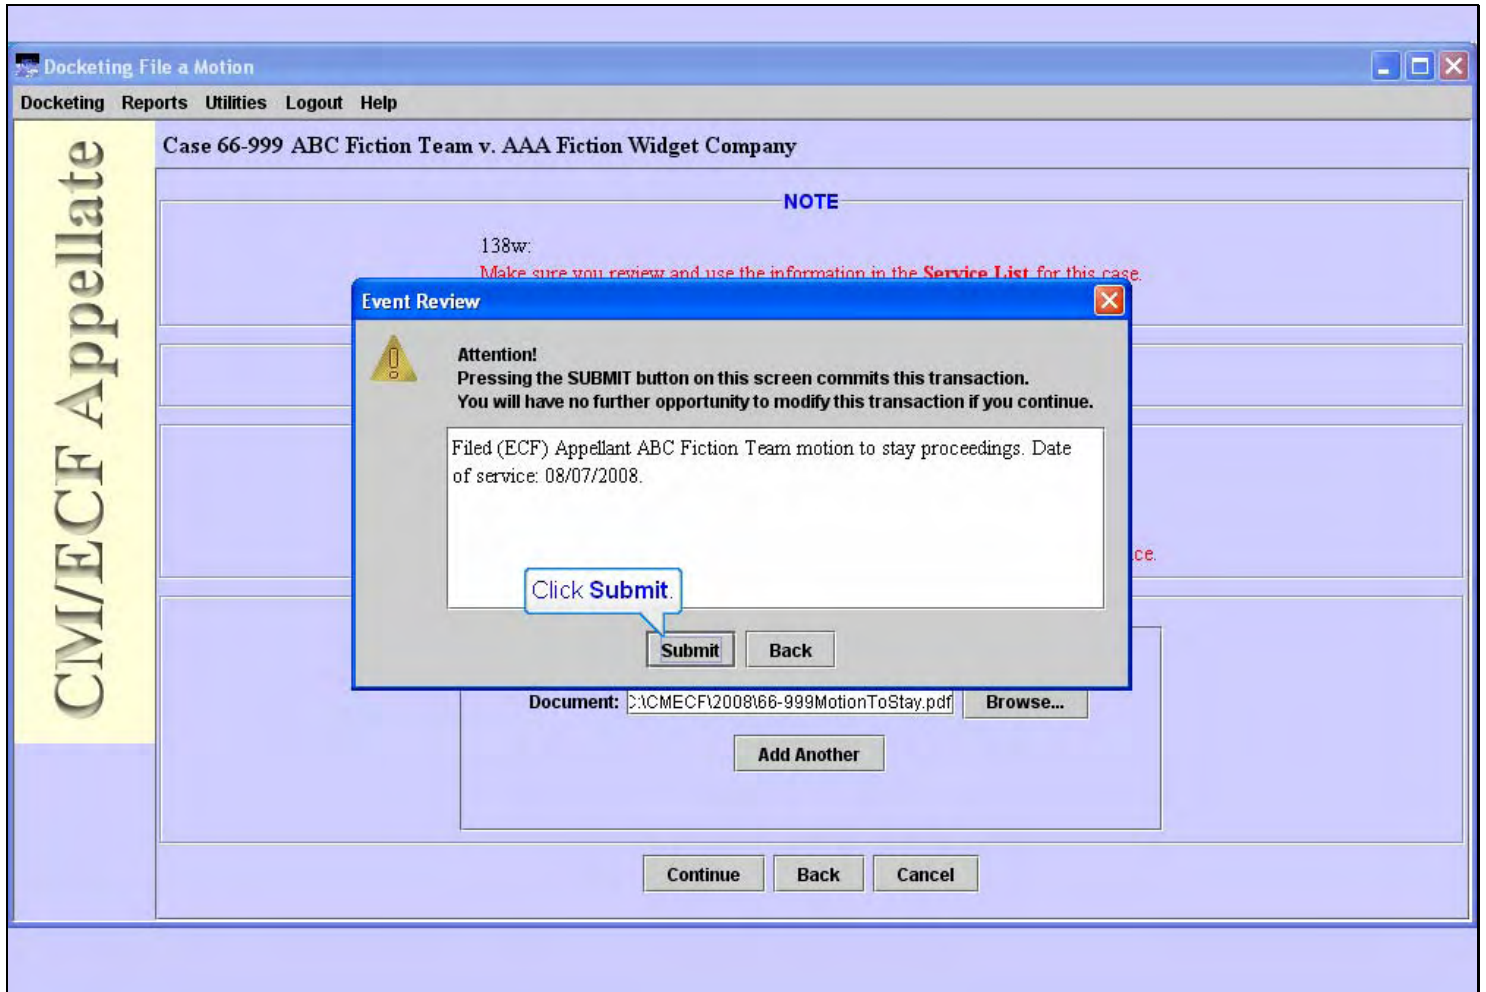 Docketing File a Motion
Docketing Reports Utilities Logout Help
CM/ECF Appellate
Case 66-999 ABC Fiction Team v. AAA Fiction Widget Company
NOTE
138w:
Make sure you review and use the information in the Service List for this case.
Event Review
Attention!
Pressing the SUBMIT button on this screen commits this transaction.
You will have no further opportunity to modify this transaction if you continue.
Filed (ECF) Appellant ABC Fiction Team motion to stay proceedings. Date
of service: 08/07/2008.
ce.
Click Submit.
Submit Back
Document: C:\CMECF\2008\66-999MotionToStay.pdf Browse...
Add Another
Continue Back Cancel